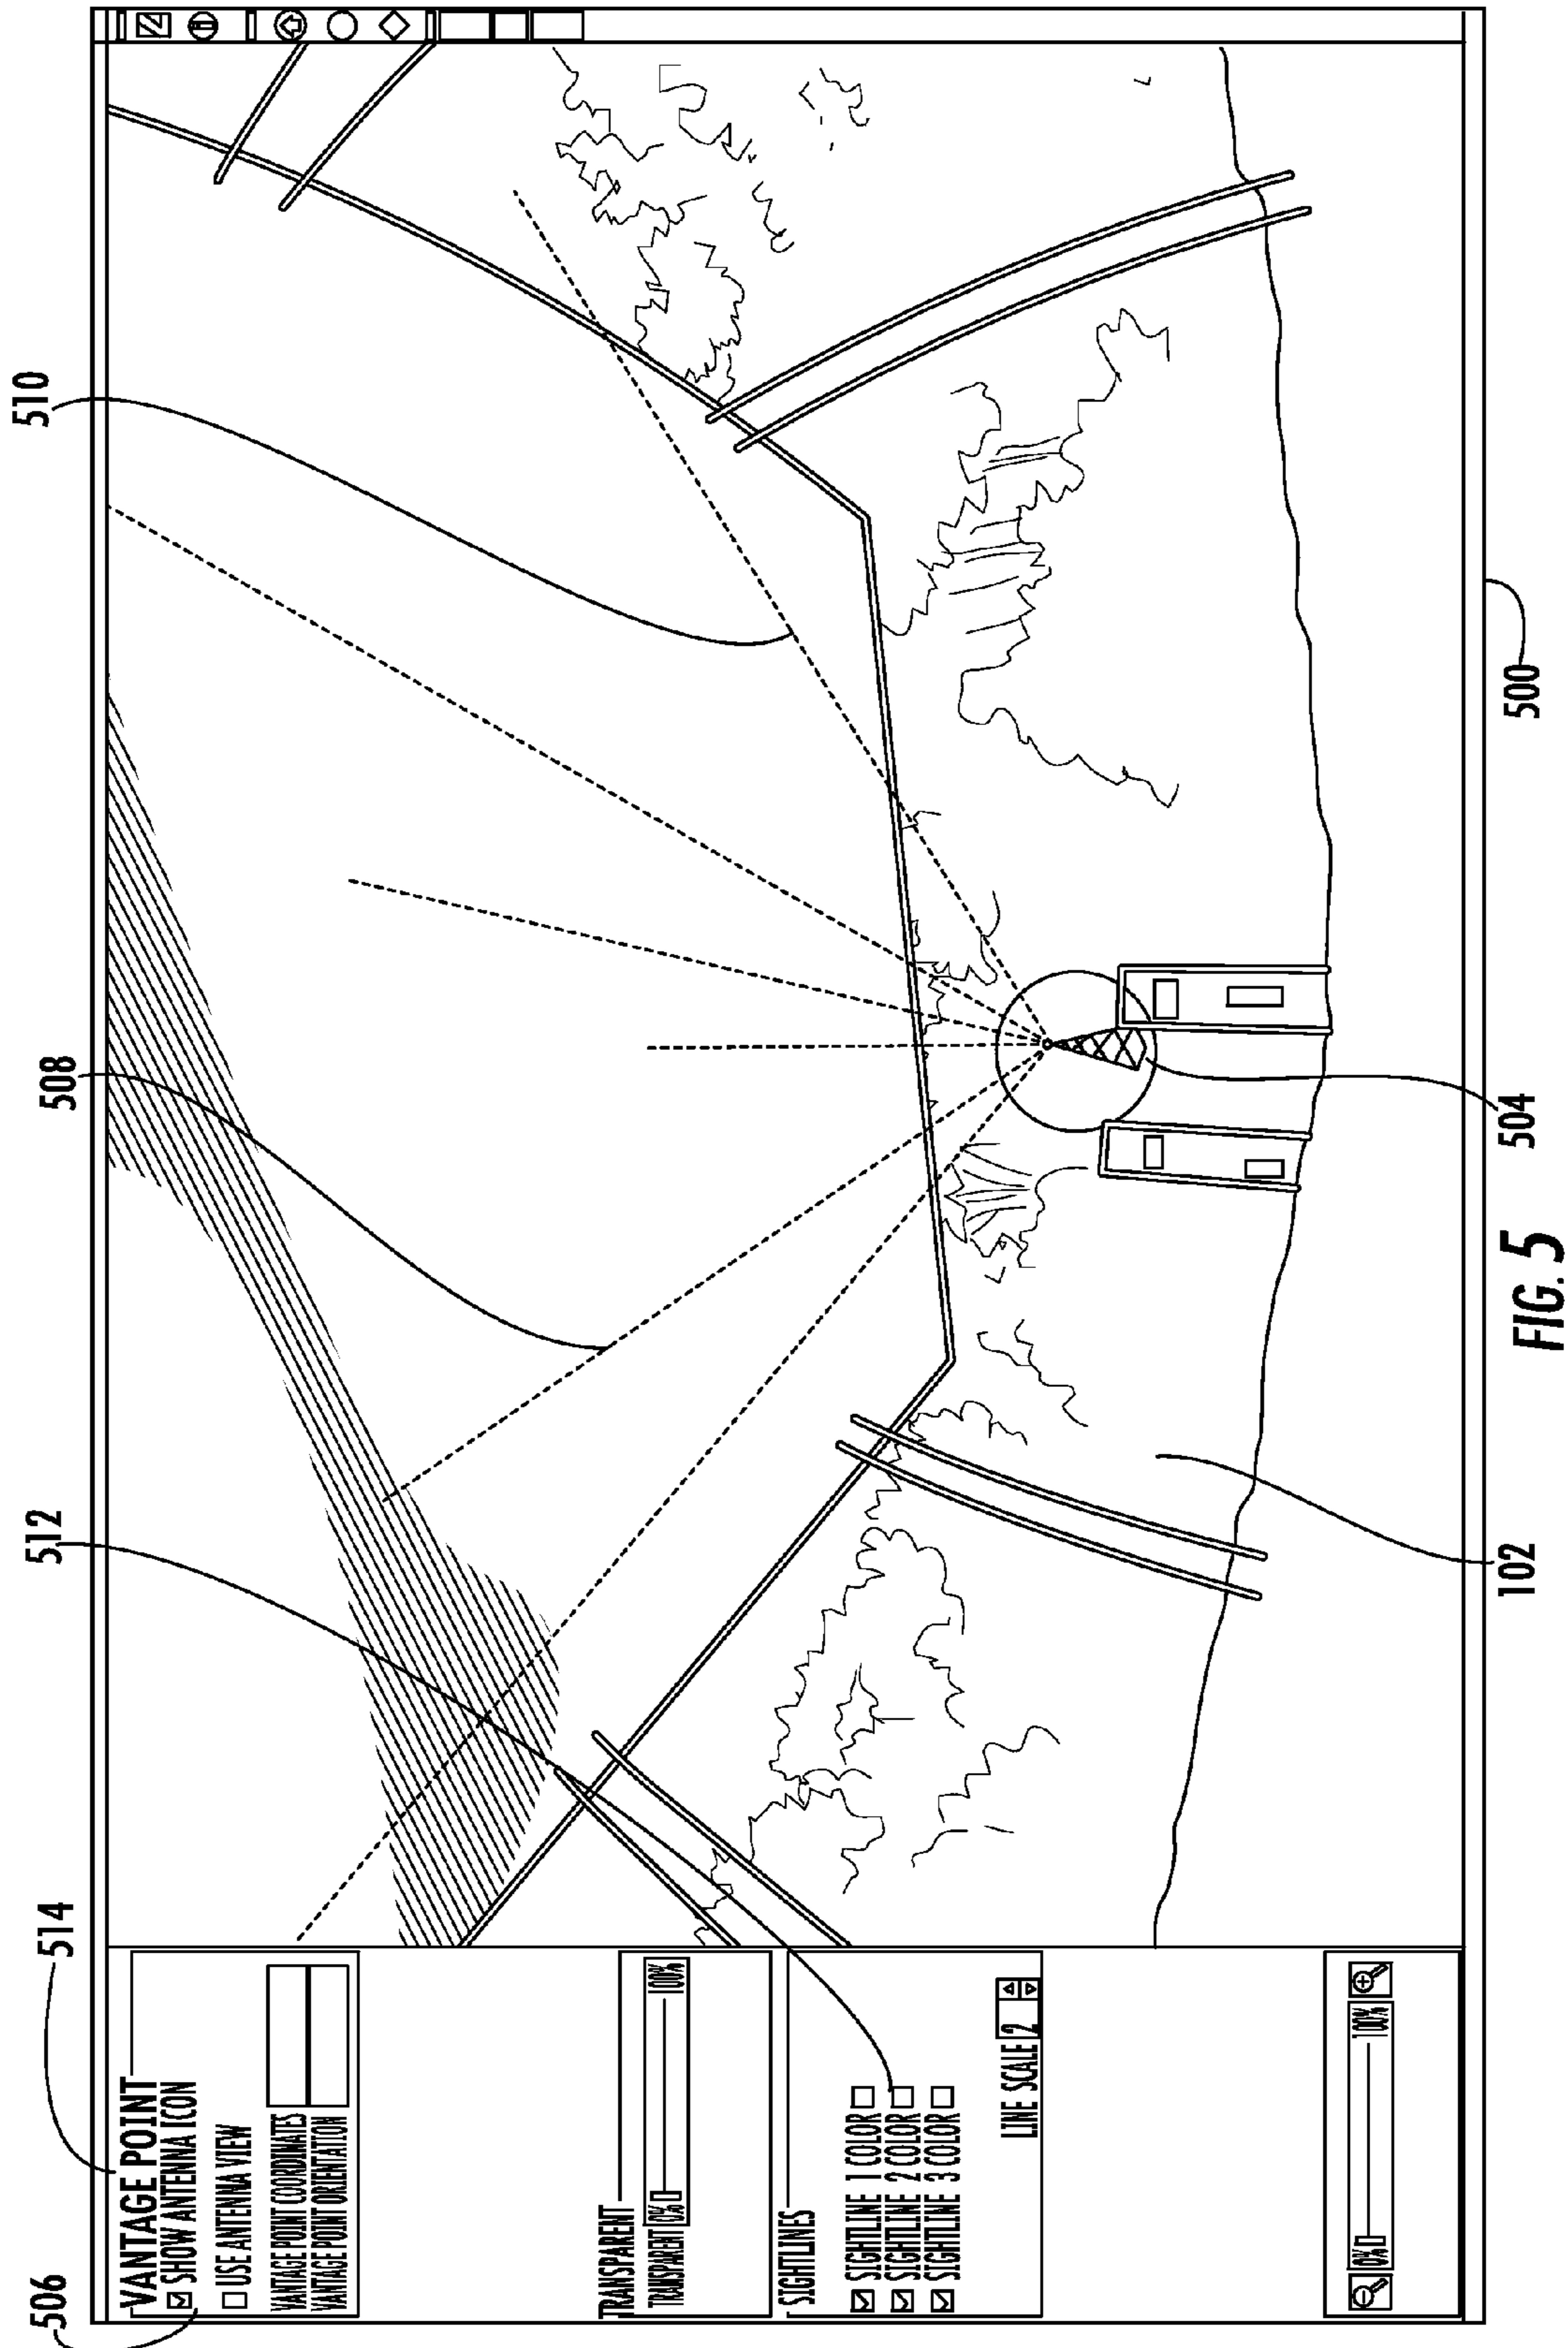 506
514
512
508
510
VANTAGE POINT
SHOW ANTENNA ICON
USE ANTENNA VIEW
VANTAGE POINT COORDINATES
VANTAGE POINT ORIENTATION
TRANSPARENT
TRANSPARENT 0% 100%
SIGHTLINES
SIGHTLINE 1 COLOR
SIGHTLINE 2 COLOR
SIGHTLINE 3 COLOR
LINE SCALE 2
0% 100%
102
504
500
FIG. 5